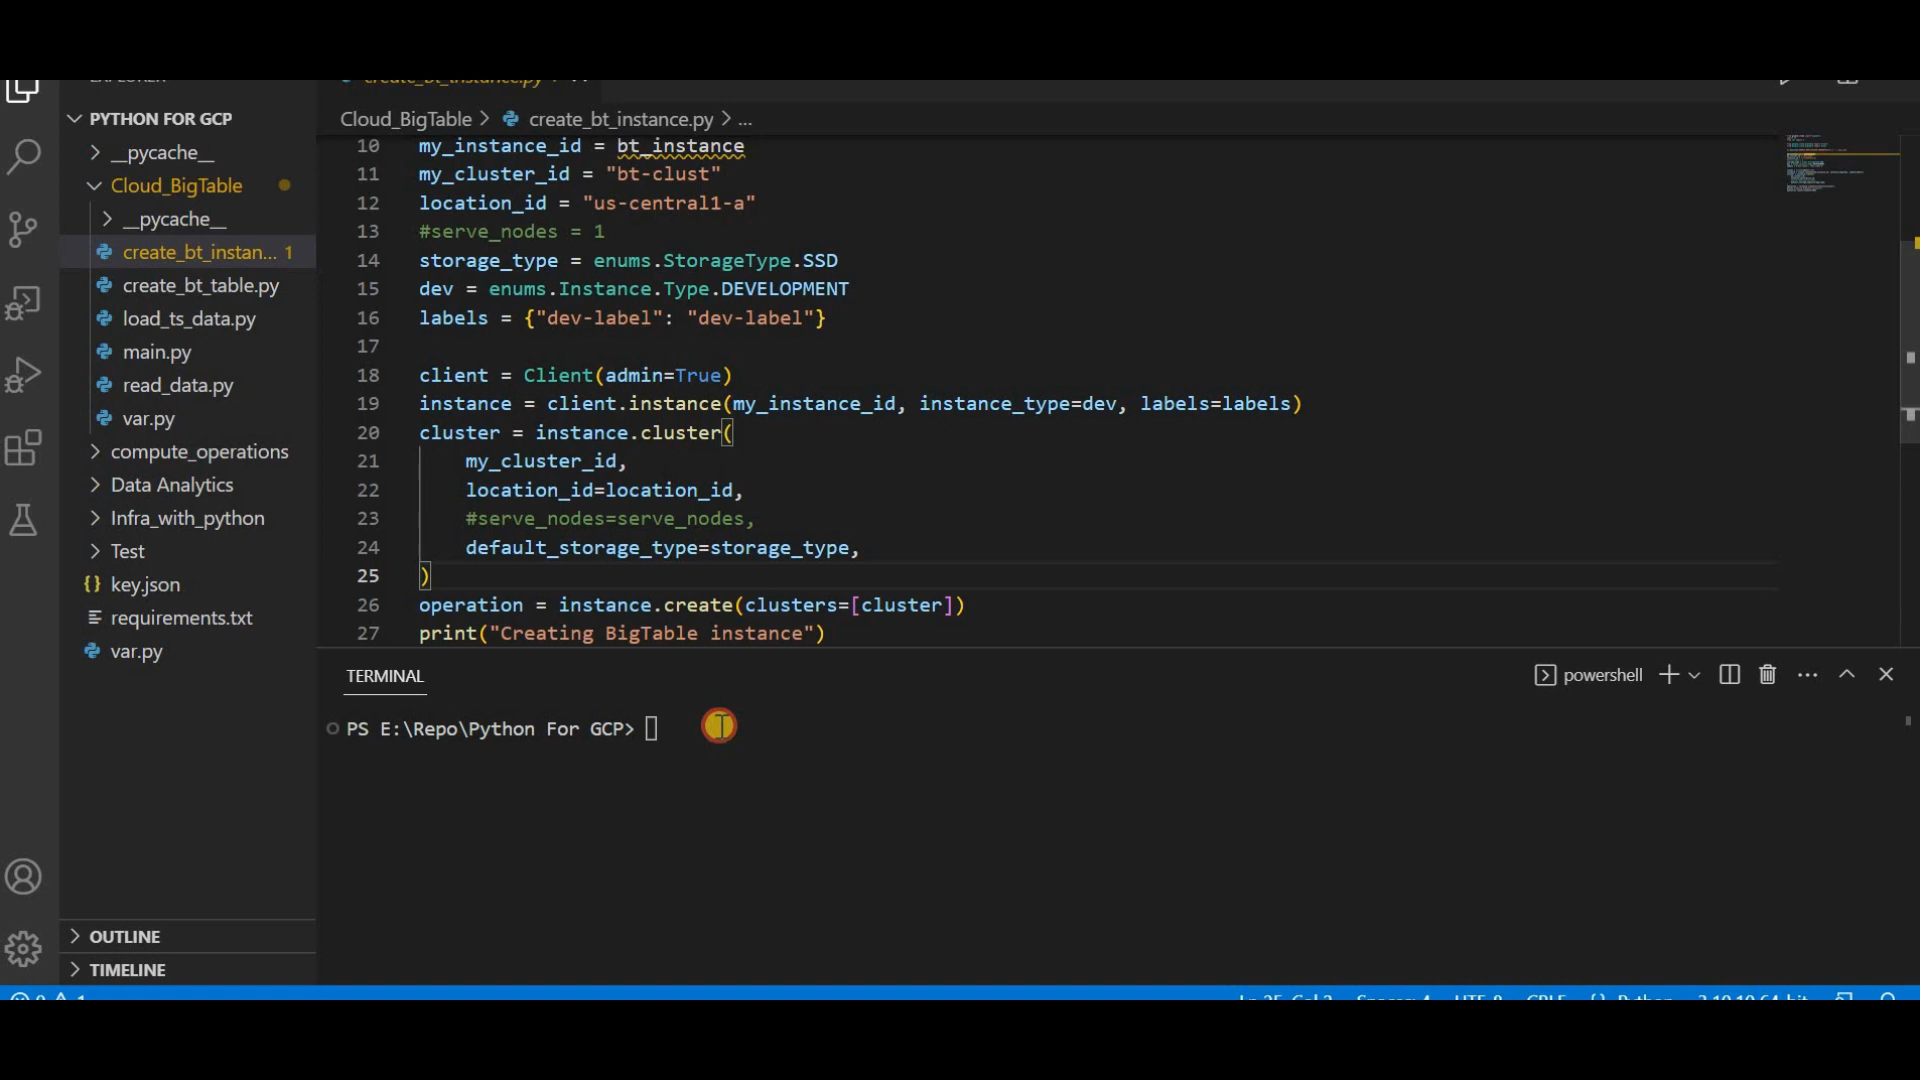 create_bt_instance.py
PYTHON FOR GCP
__pycache__
Cloud_BigTable
__pycache__
create_bt_instan... 1
create_bt_table.py
load_ts_data.py
main.py
read_data.py
var.py
compute_operations
Data Analytics
Infra_with_python
Test
key.json
requirements.txt
var.py
OUTLINE
TIMELINE
Cloud_BigTable > create_bt_instance.py > ...
10 my_instance_id = bt_instance
11 my_cluster_id = "bt-clust"
12 location_id = "us-central1-a"
13 #serve_nodes = 1
14 storage_type = enums.StorageType.SSD
15 dev = enums.Instance.Type.DEVELOPMENT
16 labels = {"dev-label": "dev-label"}
17
18 client = Client(admin=True)
19 instance = client.instance(my_instance_id, instance_type=dev, labels=labels)
20 cluster = instance.cluster(
21 my_cluster_id,
22 location_id=location_id,
23 #serve_nodes=serve_nodes,
24 default_storage_type=storage_type,
25 )
26 operation = instance.create(clusters=[cluster])
27 print("Creating BigTable instance")
TERMINAL
powershell
PS E:\Repo\Python For GCP>